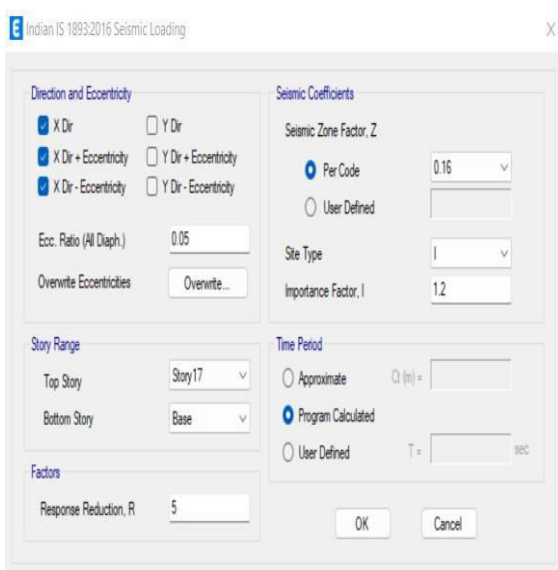 E Indian IS 1893:2016 Seismic Loading X
Direction and Eccentricity
X Dir Y Dir
X Dir + Eccentricity Y Dir + Eccentricity
X Dir - Eccentricity Y Dir - Eccentricity
Ecc. Ratio (All Diaph.) 0.05
Overwrite Eccentricities Overwrite...
Story Range
Top Story Story17
Bottom Story Base
Factors
Response Reduction, R 5
Seismic Coefficients
Seismic Zone Factor, Z
Per Code 0.16
User Defined
Site Type I
Importance Factor, I 1.2
Time Period
Approximate Ct (m) =
Program Calculated
User Defined T = sec
OK Cancel